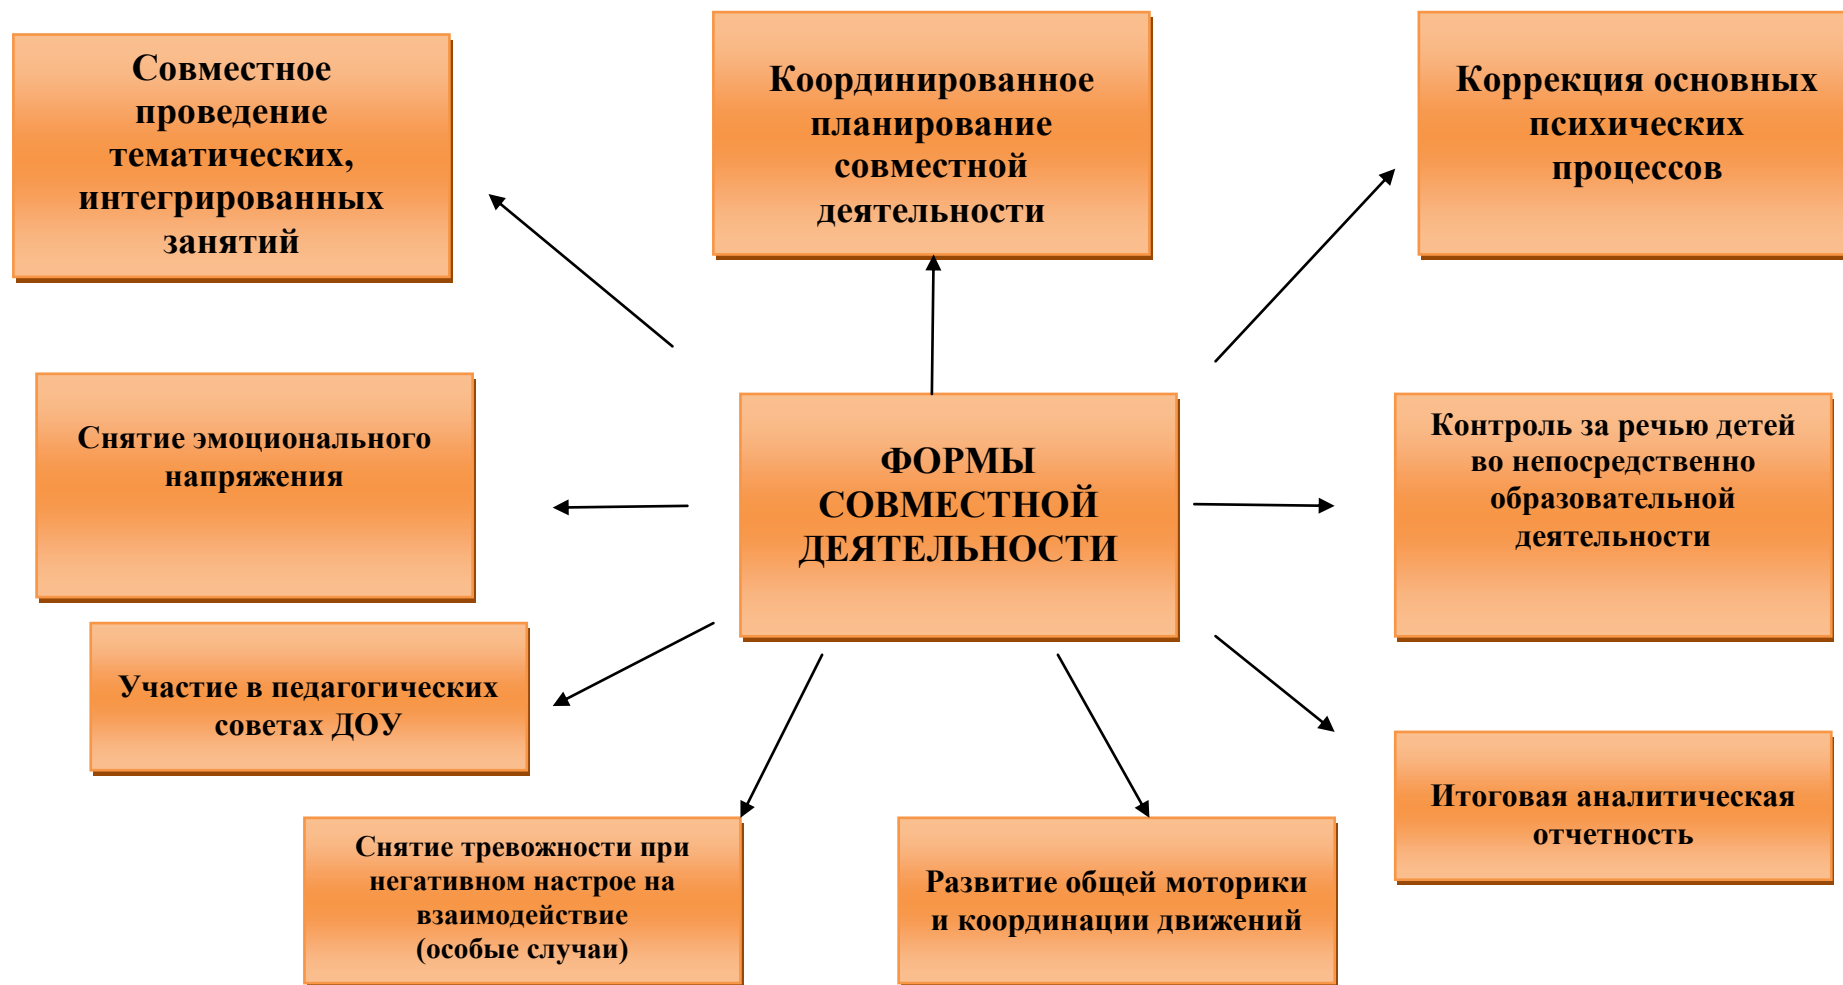 Совместное
проведение
тематических,
интегрированных
занятий
Координированное
планирование
совместной
деятельности
Коррекция основных
психических
процессов
Снятие эмоционального
напряжения
ФОРМЫ
СОВМЕСТНОЙ
ДЕЯТЕЛЬНОСТИ
Контроль за речью детей
во непосредственно
образовательной
деятельности
Участие в педагогических
советах ДОУ
Итоговая аналитическая
отчетность
Снятие тревожности при
негативном настрое на
взаимодействие
(особые случаи)
Развитие общей моторики
и координации движений